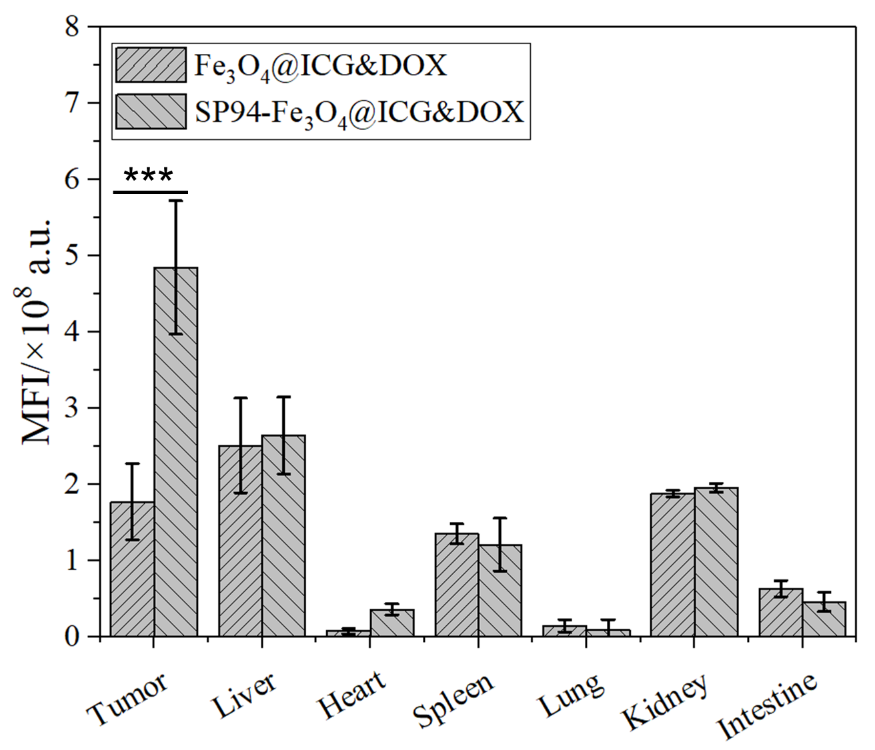 Fe₃O₄@ICG&DOX
SP94-Fe₃O₄@ICG&DOX
***
MFI/×10⁸ a.u.
8
7
6
5
4
3
2
1
0
Tumor
Liver
Heart
Spleen
Lung
Kidney
Intestine